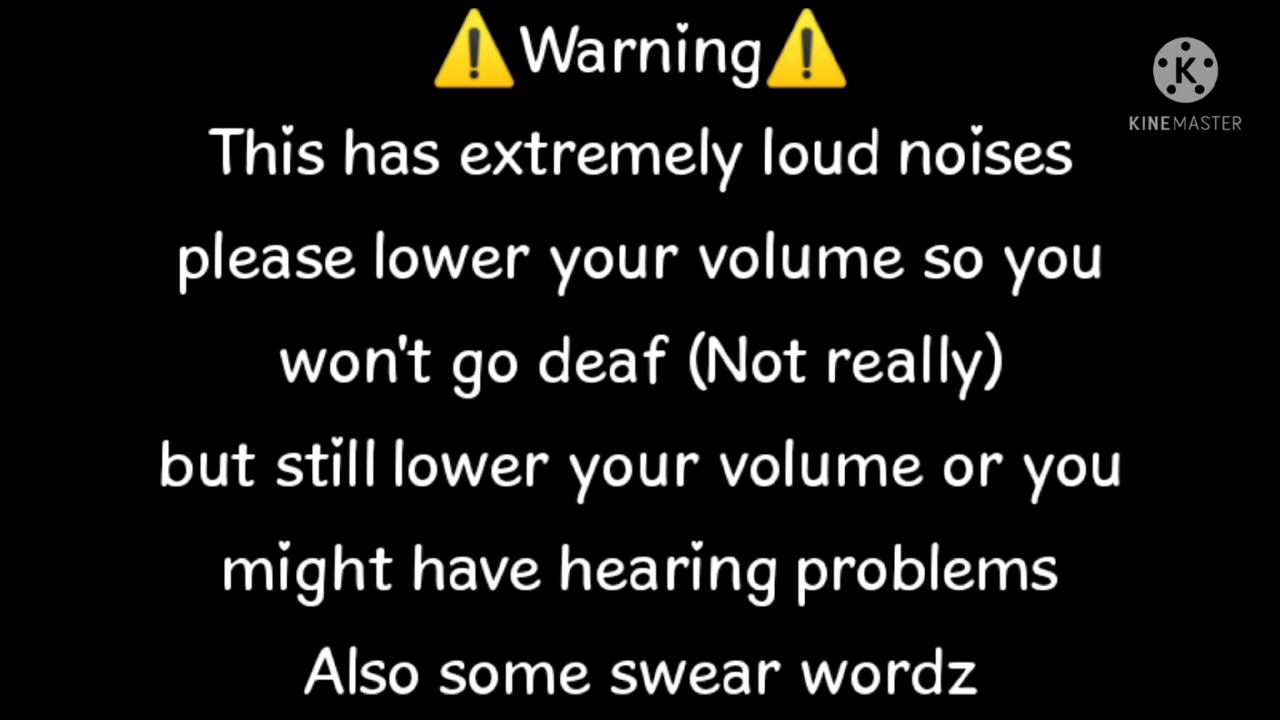 ⚠️Warning⚠️
K
KINEMASTER
This has extremely loud noises
please lower your volume so you
won't go deaf (Not really)
but still lower your volume or you
might have hearing problems
Also some swear wordz